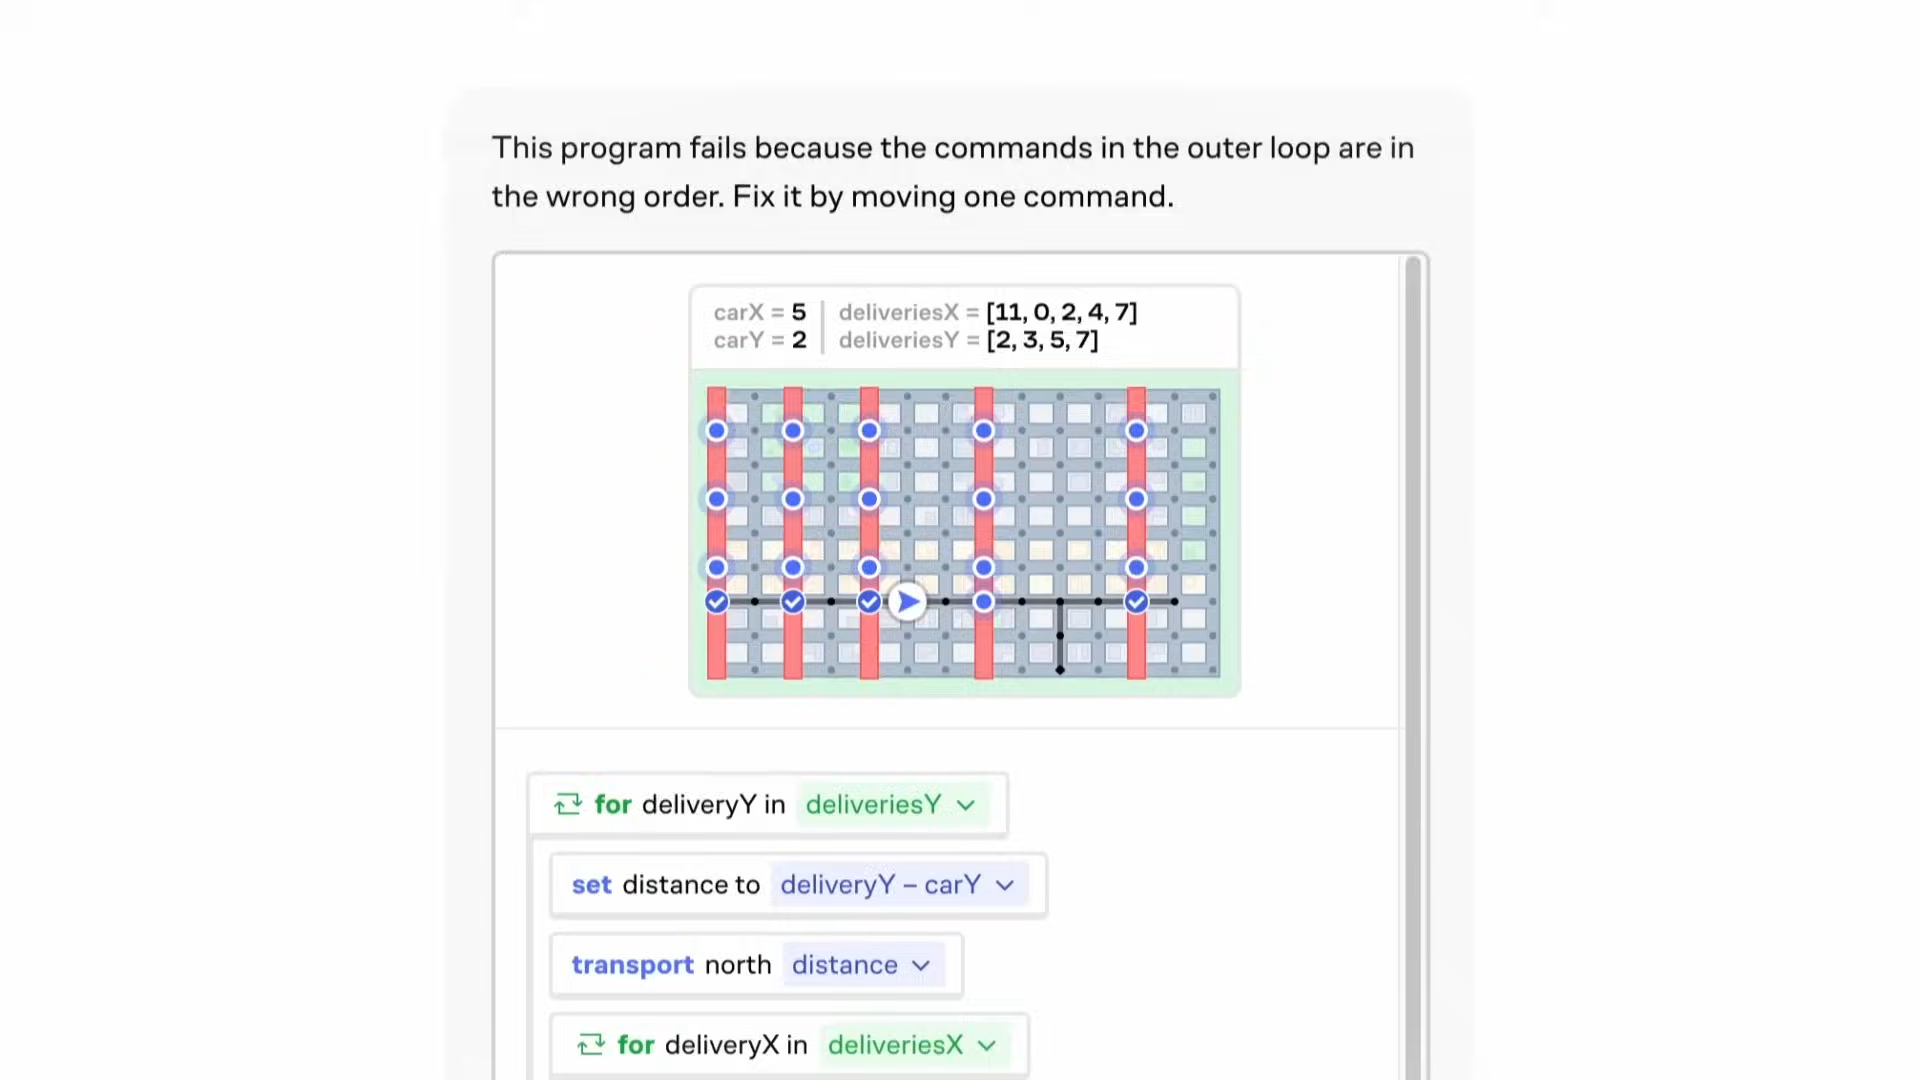 This program fails because the commands in the outer loop are in
the wrong order. Fix it by moving one command.
carX = 5
carY = 2
deliveriesX = [11, 0, 2, 4, 7]
deliveriesY = [2, 3, 5, 7]
for deliveryY in deliveriesY
set distance to deliveryY – carY
transport north distance
for deliveryX in deliveriesX